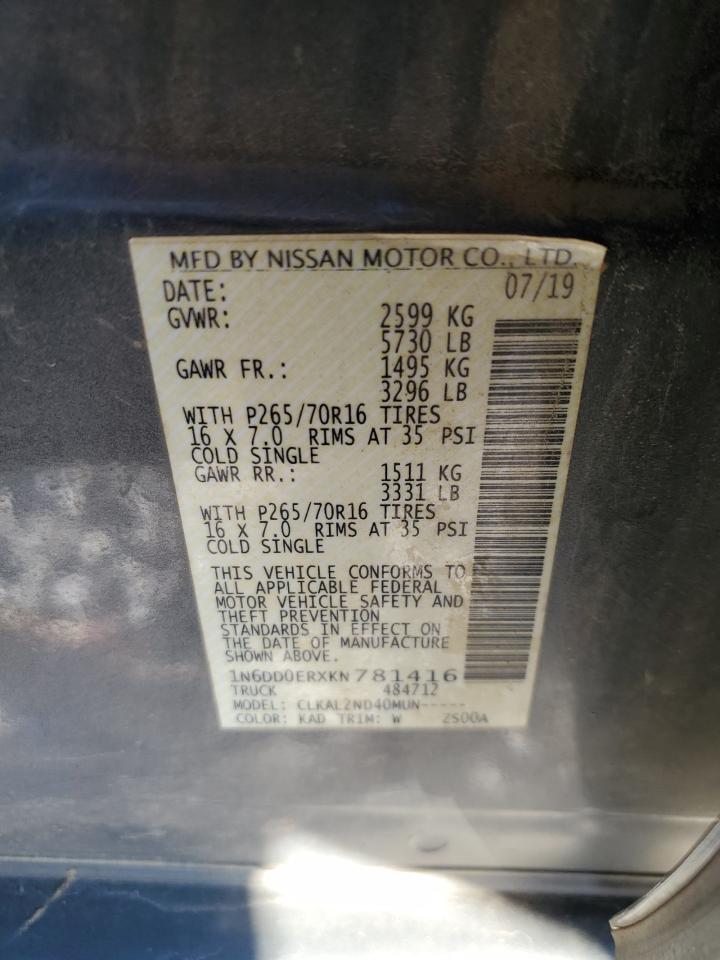 MFD BY NISSAN MOTOR CO., LTD.
DATE: 07/19
GVWR: 2599 KG
5730 LB
GAWR FR.: 1495 KG
3296 LB
WITH P265/70R16 TIRES
16 X 7.0 RIMS AT 35 PSI
COLD SINGLE
GAWR RR.: 1511 KG
3331 LB
WITH P265/70R16 TIRES
16 X 7.0 RIMS AT 35 PSI
COLD SINGLE
THIS VEHICLE CONFORMS TO
ALL APPLICABLE FEDERAL
MOTOR VEHICLE SAFETY AND
THEFT PREVENTION
STANDARDS IN EFFECT ON
THE DATE OF MANUFACTURE
SHOWN ABOVE.
1N6DD0ERXKN781416
TRUCK 484712
MODEL: CLKAL2ND40MUN-----
COLOR: KAD TRIM: W 2S00A